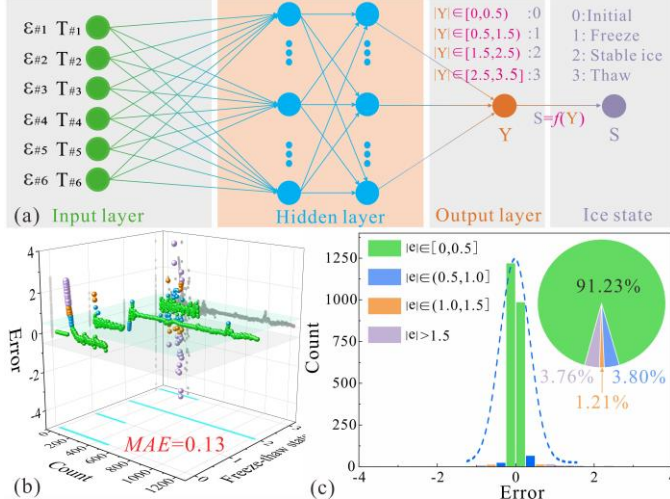 ε#1 T#1
ε#2 T#2
ε#3 T#3
ε#4 T#4
ε#5 T#5
ε#6 T#6
|Y|∈[0,0.5) :0
|Y|∈[0.5,1.5) :1
|Y|∈[1.5,2.5) :2
|Y|∈[2.5,3.5] :3
0:Initial
1: Freeze
2: Stable ice
3: Thaw
Y
S=f(Y)
S
(a)
Input layer
Hidden layer
Output layer
Ice state
4
2
0
-2
-4
Error
0
200
400
600
800
1000
1200
Count
0
1
2
3
Freeze-thaw state
MAE=0.13
(b)
1250
1000
750
500
250
0
Count
|e|∈[0,0.5]
|e|∈(0.5,1.0]
|e|∈(1.0,1.5]
|e|>1.5
91.23%
3.76%
3.80%
1.21%
-4
-2
0
2
4
Error
(c)